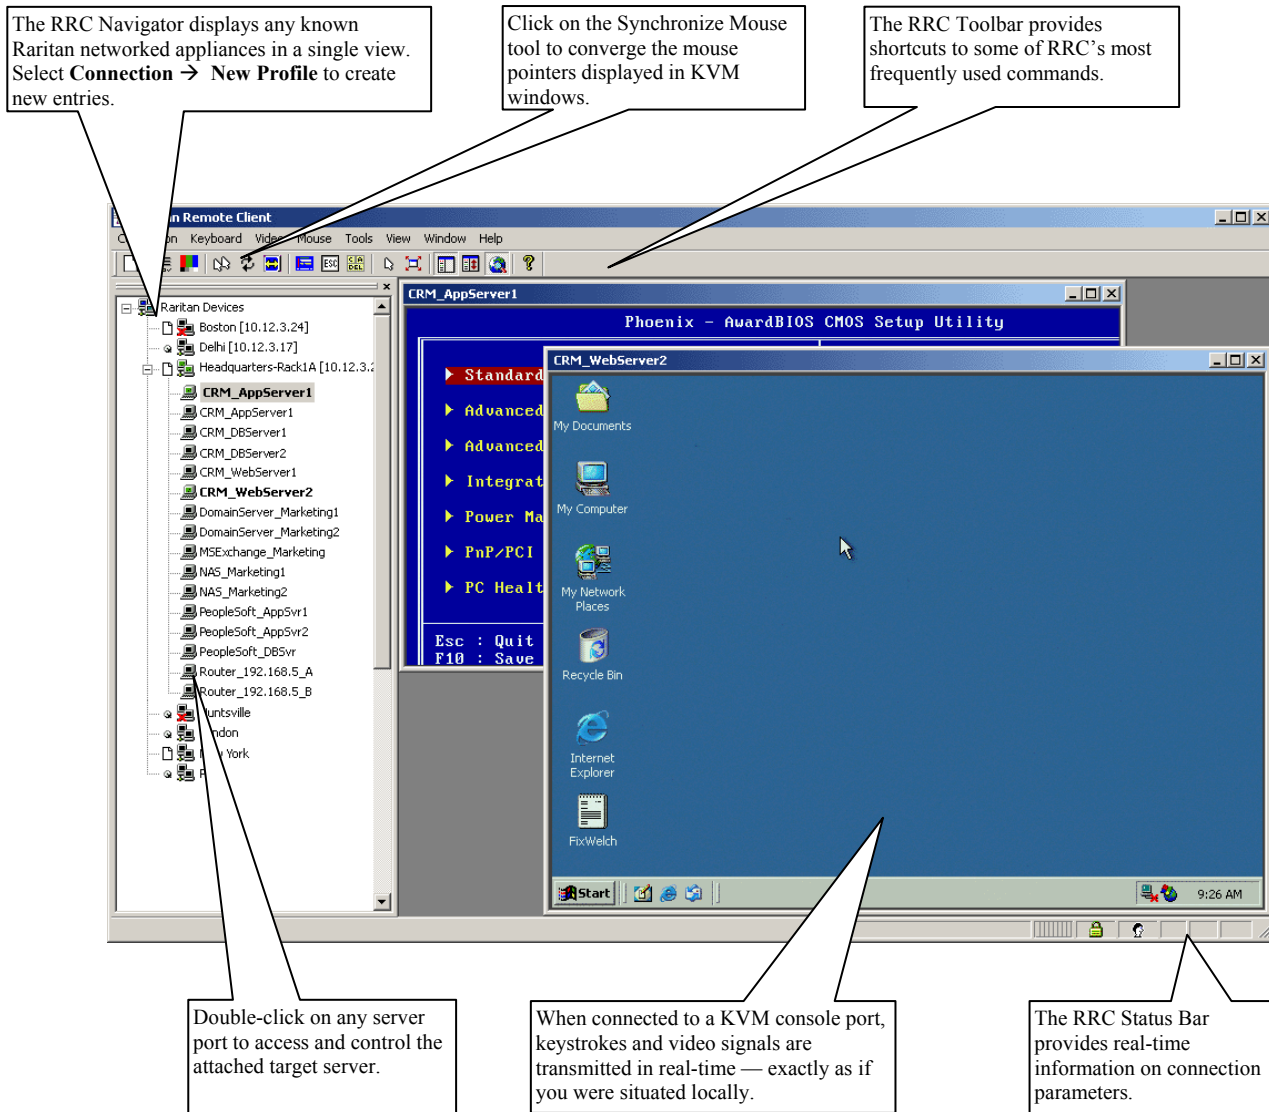 The RRC Navigator displays any known
Raritan networked appliances in a single view.
Select Connection → New Profile to create
new entries.
Click on the Synchronize Mouse
tool to converge the mouse
pointers displayed in KVM
windows.
The RRC Toolbar provides
shortcuts to some of RRC's most
frequently used commands.
Remote Client
Keyboard Video Mouse Tools View Window Help
ESC
C A DEL
Raritan Devices
Boston [10.12.3.24]
Delhi [10.12.3.17]
Headquarters-Rack1A [10.12.3.2
CRM_AppServer1
CRM_AppServer1
CRM_DBServer1
CRM_DBServer2
CRM_WebServer1
CRM_WebServer2
DomainServer_Marketing1
DomainServer_Marketing2
MSExchange_Marketing
NAS_Marketing1
NAS_Marketing2
PeopleSoft_AppSvr1
PeopleSoft_AppSvr2
PeopleSoft_DBSvr
Router_192.168.5_A
Router_192.168.5_B
Huntsville
York
CRM_AppServer1
Phoenix - AwardBIOS CMOS Setup Utility
Standard
Advanced
Advanced
Integrat
Power Ma
PnP/PCI
PC Healt
Esc : Quit
F10 : Save
CRM_WebServer2
My Documents
My Computer
My Network
Places
Recycle Bin
Internet
Explorer
FixWelch
Start
9:26 AM
Double-click on any server
port to access and control the
attached target server.
When connected to a KVM console port,
keystrokes and video signals are
transmitted in real-time — exactly as if
you were situated locally.
The RRC Status Bar
provides real-time
information on connection
parameters.